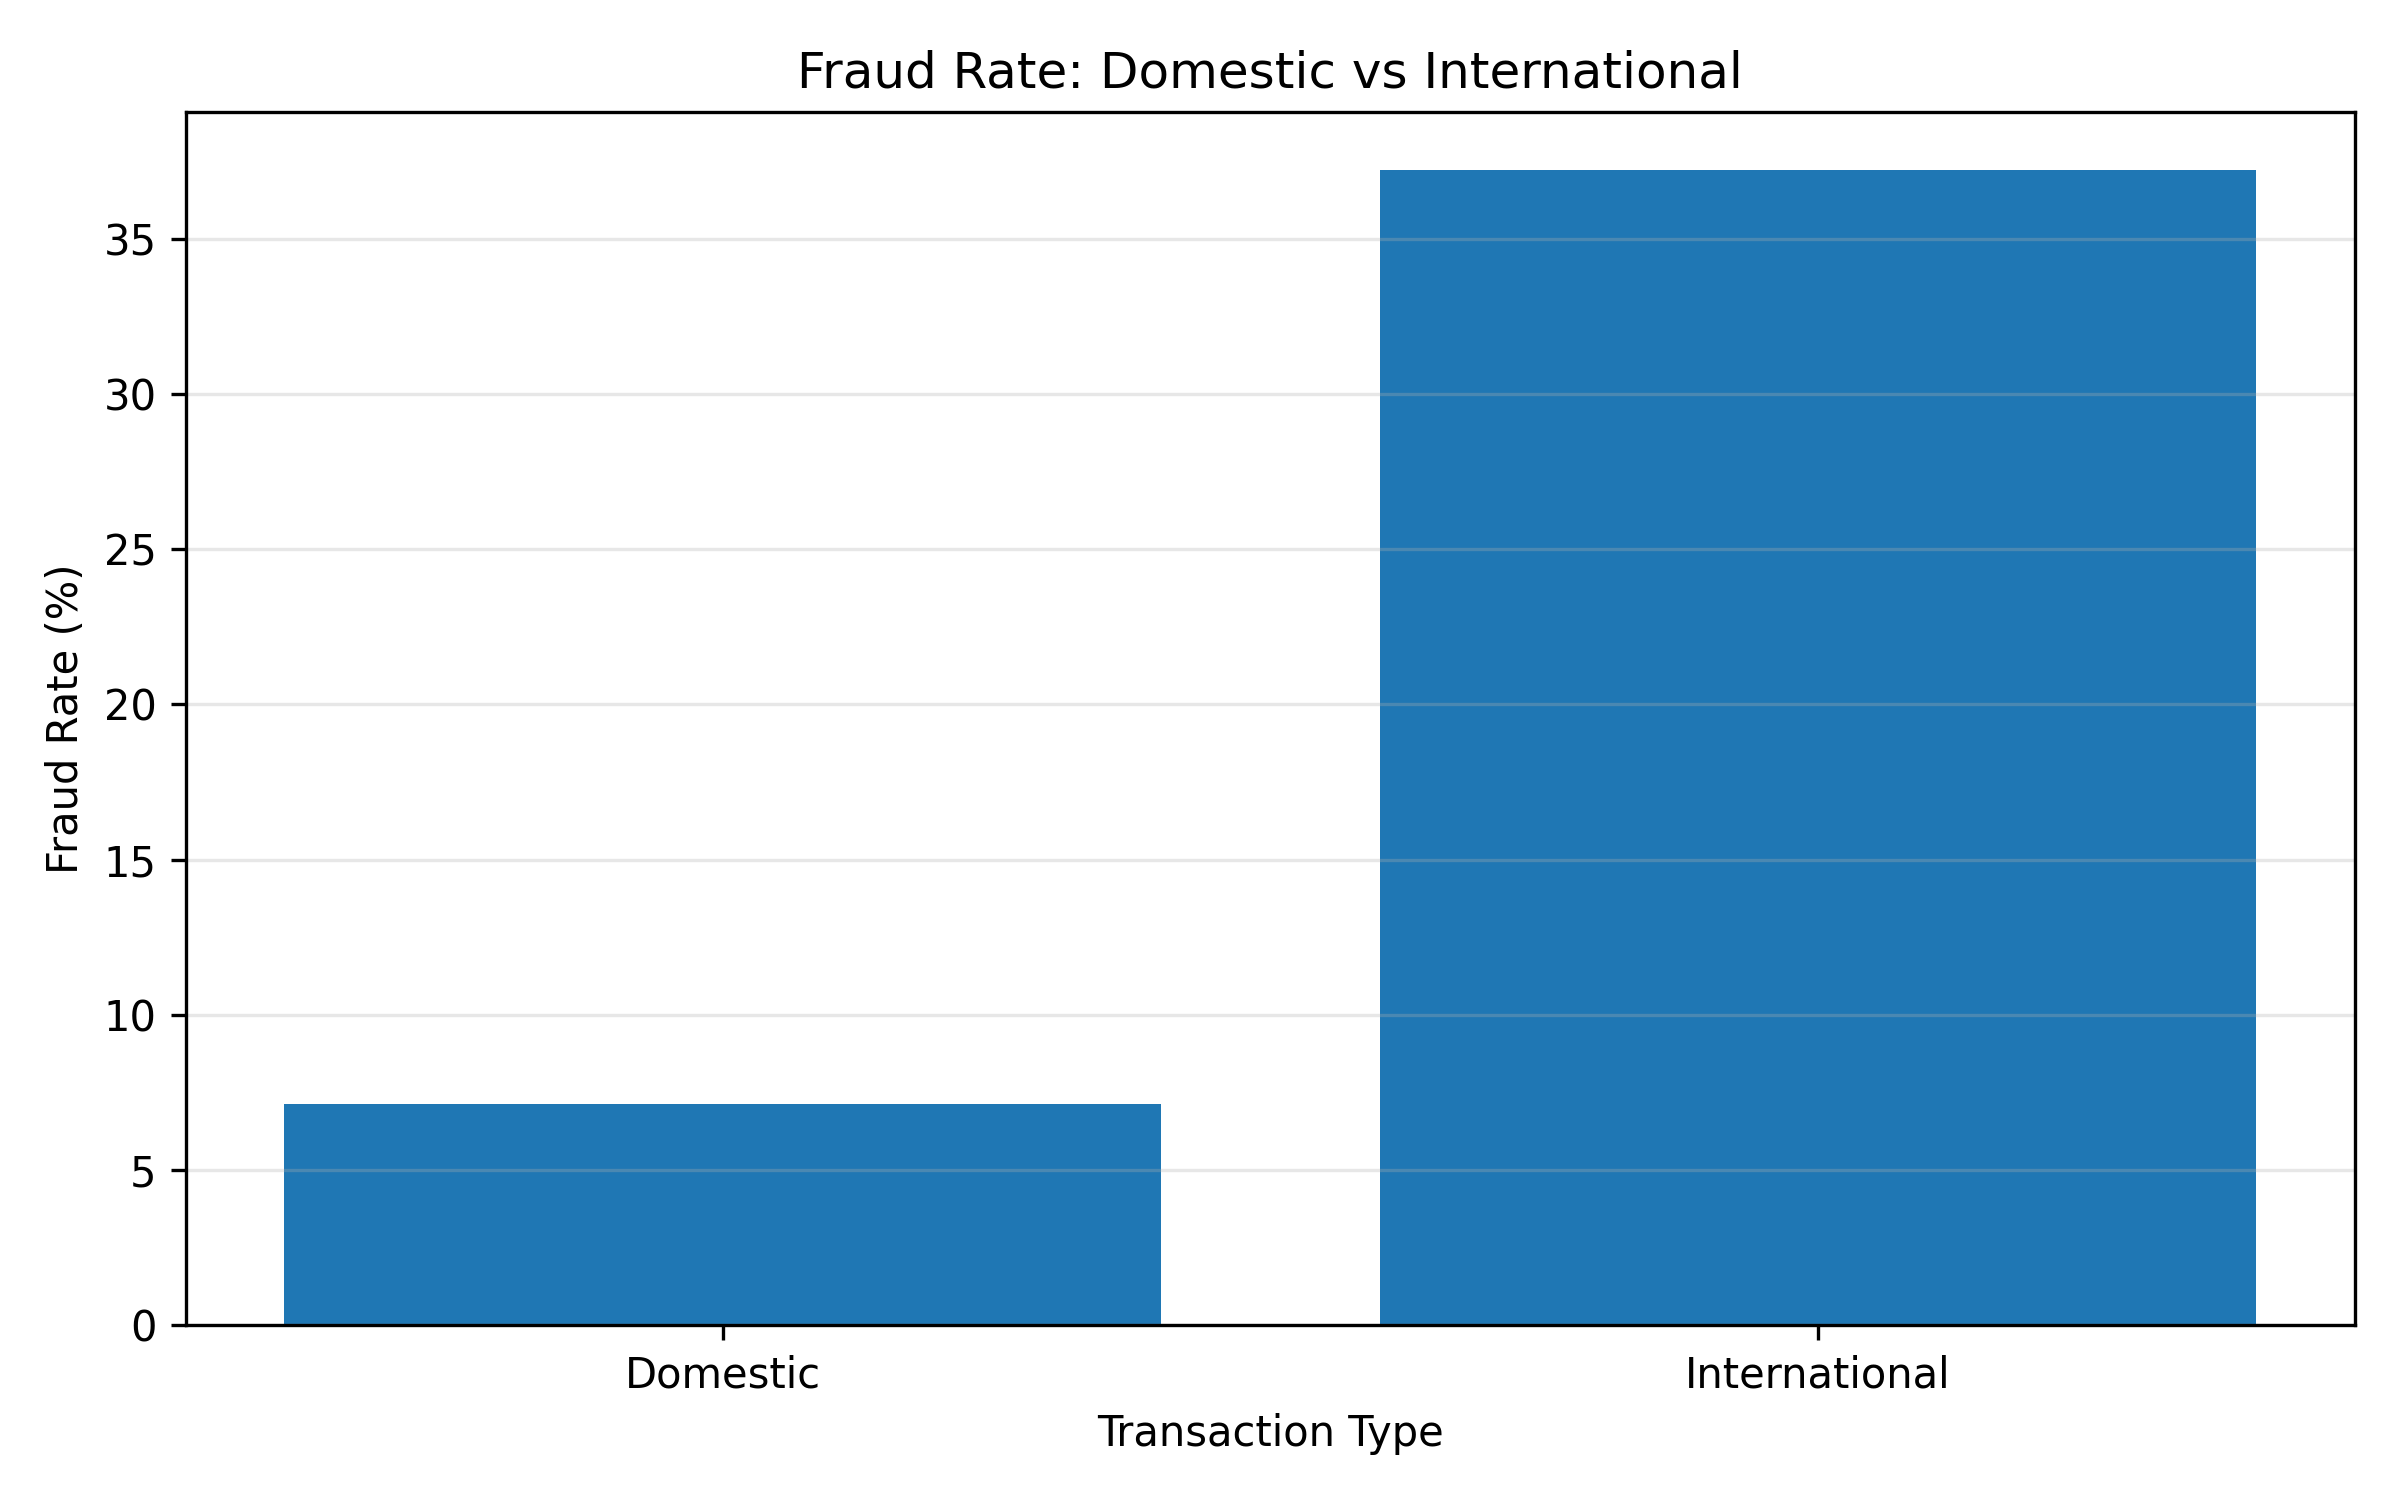 Fraud Rate: Domestic vs International
Fraud Rate (%)
35
30
25
20
15
10
5
0
Domestic
International
Transaction Type